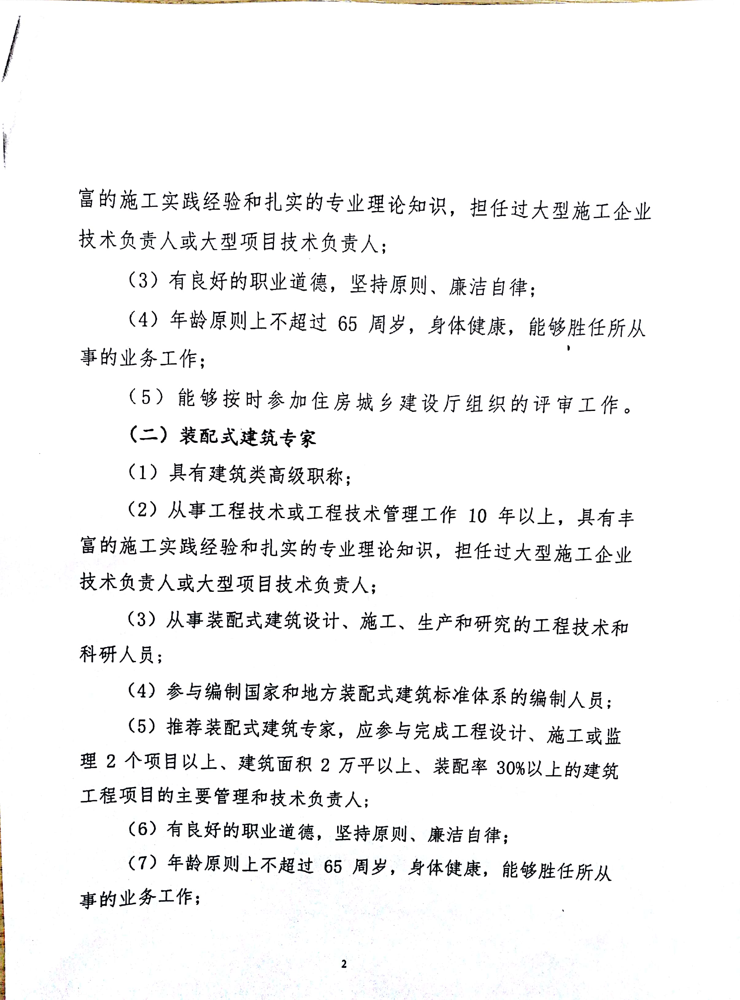 富的施工实践经验和扎实的专业理论知识，担任过大型施工企业
技术负责人或大型项目技术负责人；
（3）有良好的职业道德，坚持原则、廉洁自律；
（4）年龄原则上不超过 65 周岁，身体健康，能够胜任所从
事的业务工作；
（5）能够按时参加住房城乡建设厅组织的评审工作。
（二）装配式建筑专家
（1）具有建筑类高级职称；
（2）从事工程技术或工程技术管理工作 10 年以上，具有丰
富的施工实践经验和扎实的专业理论知识，担任过大型施工企业
技术负责人或大型项目技术负责人；
（3）从事装配式建筑设计、施工、生产和研究的工程技术和
科研人员；
（4）参与编制国家和地方装配式建筑标准体系的编制人员；
（5）推荐装配式建筑专家，应参与完成工程设计、施工或监
理 2 个项目以上、建筑面积 2 万平以上、装配率 30%以上的建筑
工程项目的主要管理和技术负责人；
（6）有良好的职业道德，坚持原则、廉洁自律；
（7）年龄原则上不超过 65 周岁，身体健康，能够胜任所从
事的业务工作；
2